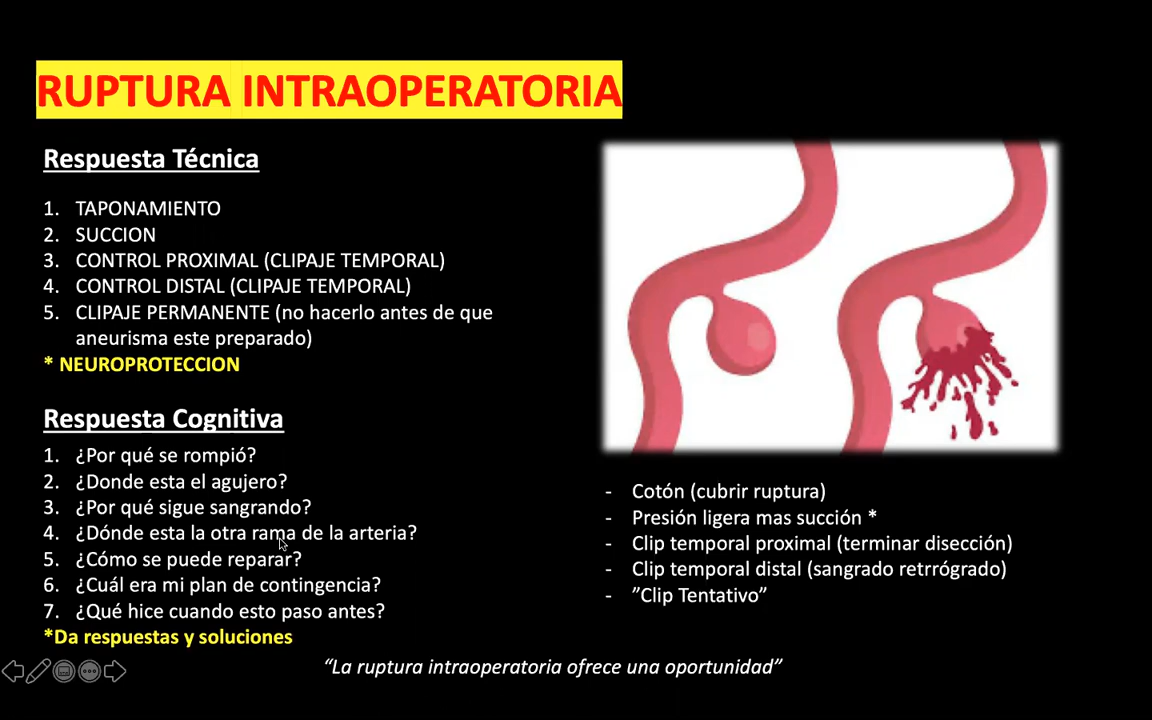 RUPTURA INTRAOPERATORIA
Respuesta Técnica
1. TAPONAMIENTO
2. SUCCION
3. CONTROL PROXIMAL (CLIPAJE TEMPORAL)
4. CONTROL DISTAL (CLIPAJE TEMPORAL)
5. CLIPAJE PERMANENTE (no hacerlo antes de que
aneurisma este preparado)
* NEUROPROTECCION
Respuesta Cognitiva
1. ¿Por qué se rompió?
2. ¿Donde esta el agujero?
3. ¿Por qué sigue sangrando?
4. ¿Dónde esta la otra rama de la arteria?
5. ¿Cómo se puede reparar?
6. ¿Cuál era mi plan de contingencia?
7. ¿Qué hice cuando esto paso antes?
*Da respuestas y soluciones
- Cotón (cubrir ruptura)
- Presión ligera mas succión *
- Clip temporal proximal (terminar disección)
- Clip temporal distal (sangrado retrrógrado)
- ”Clip Tentativo”
“La ruptura intraoperatoria ofrece una oportunidad”